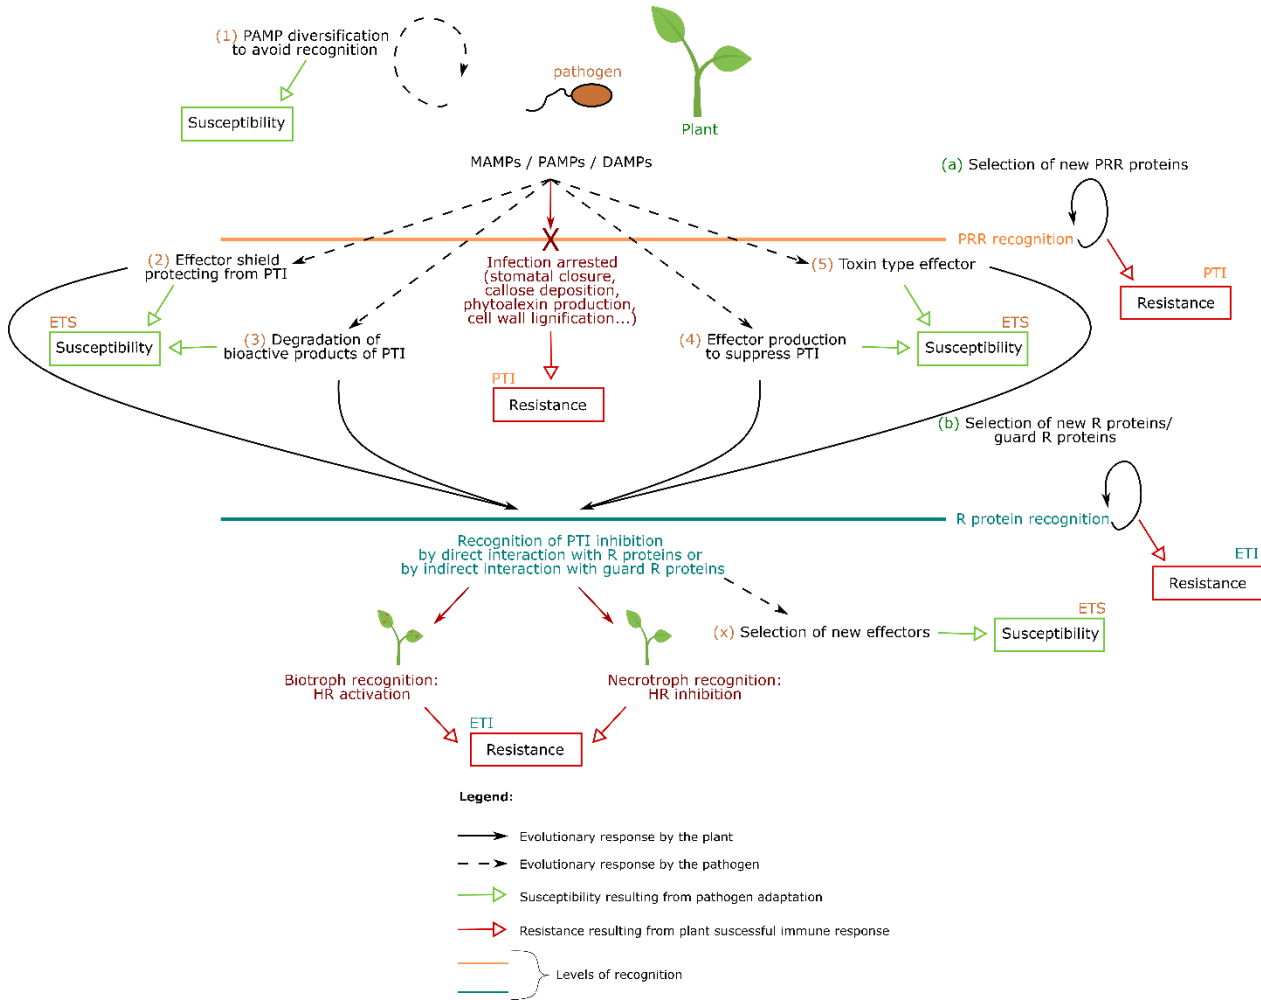 (1) PAMP diversification
to avoid recognition
pathogen
Susceptibility
Plant
MAMPs / PAMPs / DAMPs
(a) Selection of new PRR proteins
PRR recognition
(2) Effector shield
protecting from PTI
Infection arrested
(stomatal closure,
callose deposition,
phytoalexin production,
cell wall lignification...)
(5) Toxin type effector
PTI
Resistance
ETS
Susceptibility
(3) Degradation of
bioactive products of PTI
(4) Effector production
to suppress PTI
ETS
Susceptibility
PTI
Resistance
(b) Selection of new R proteins/
guard R proteins
R protein recognition
Recognition of PTI inhibition
by direct interaction with R proteins or
by indirect interaction with guard R proteins
ETI
Resistance
(x) Selection of new effectors
ETS
Susceptibility
Biotroph recognition:
HR activation
Necrotroph recognition:
HR inhibition
ETI
Resistance
Legend:
Evolutionary response by the plant
Evolutionary response by the pathogen
Susceptibility resulting from pathogen adaptation
Resistance resulting from plant successful immune response
Levels of recognition